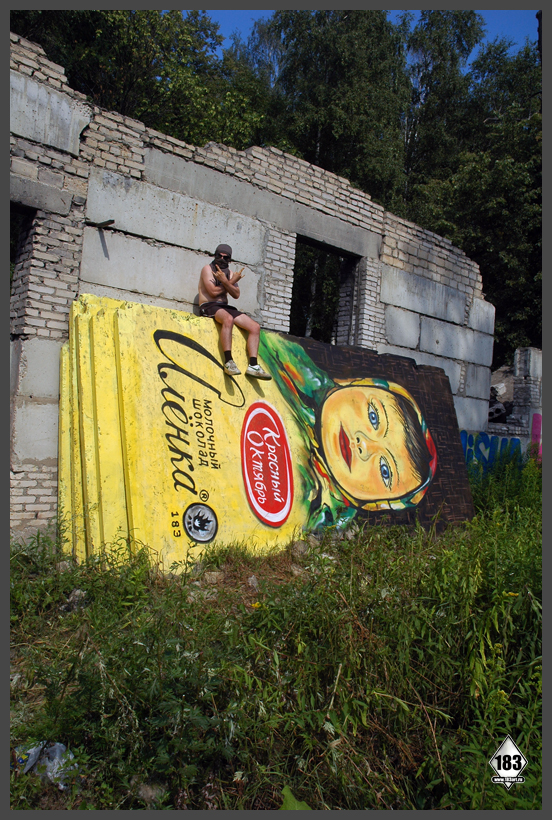 Алёнка
®
МОЛОЧНЫЙ
ШОКОЛАД
Красный
Октябрь
183
183
www.183art.ru